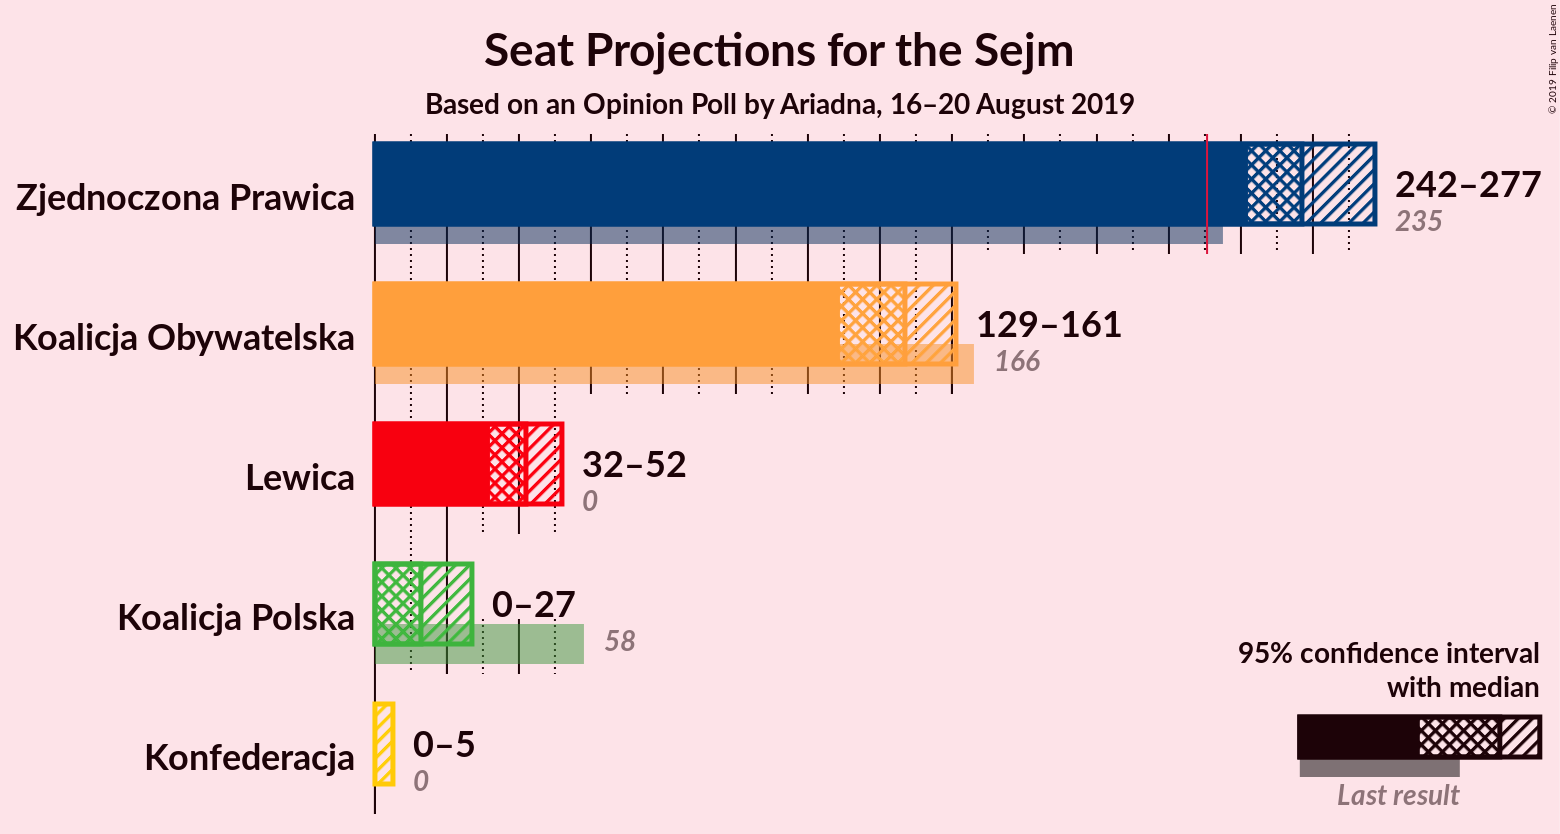 Seat Projections for the Sejm
Based on an Opinion Poll by Ariadna, 16–20 August 2019
© 2019 Filip van Laenen
Zjednoczona Prawica
242–277
235
Koalicja Obywatelska
129–161
166
Lewica
32–52
0
Koalicja Polska
0–27
58
Konfederacja
0–5
0
95% confidence interval
with median
Last result